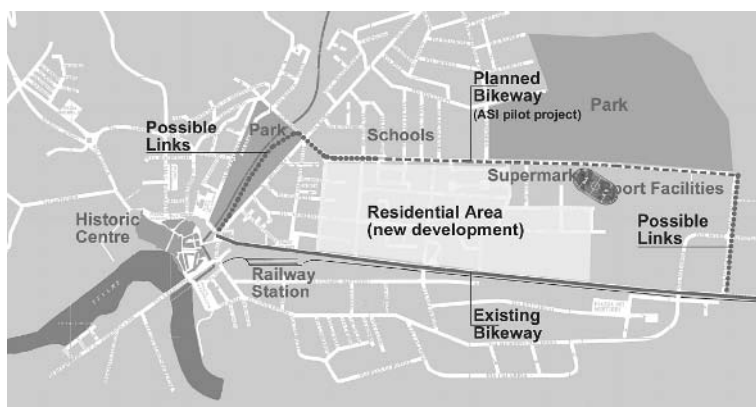 Planned
Bikeway
(ASI pilot project)
Park
Possible
Links
Park
Schools
Supermarket
Sport Facilities
Historic
Centre
Residential Area
(new development)
Possible
Links
Railway
Station
Existing
Bikeway